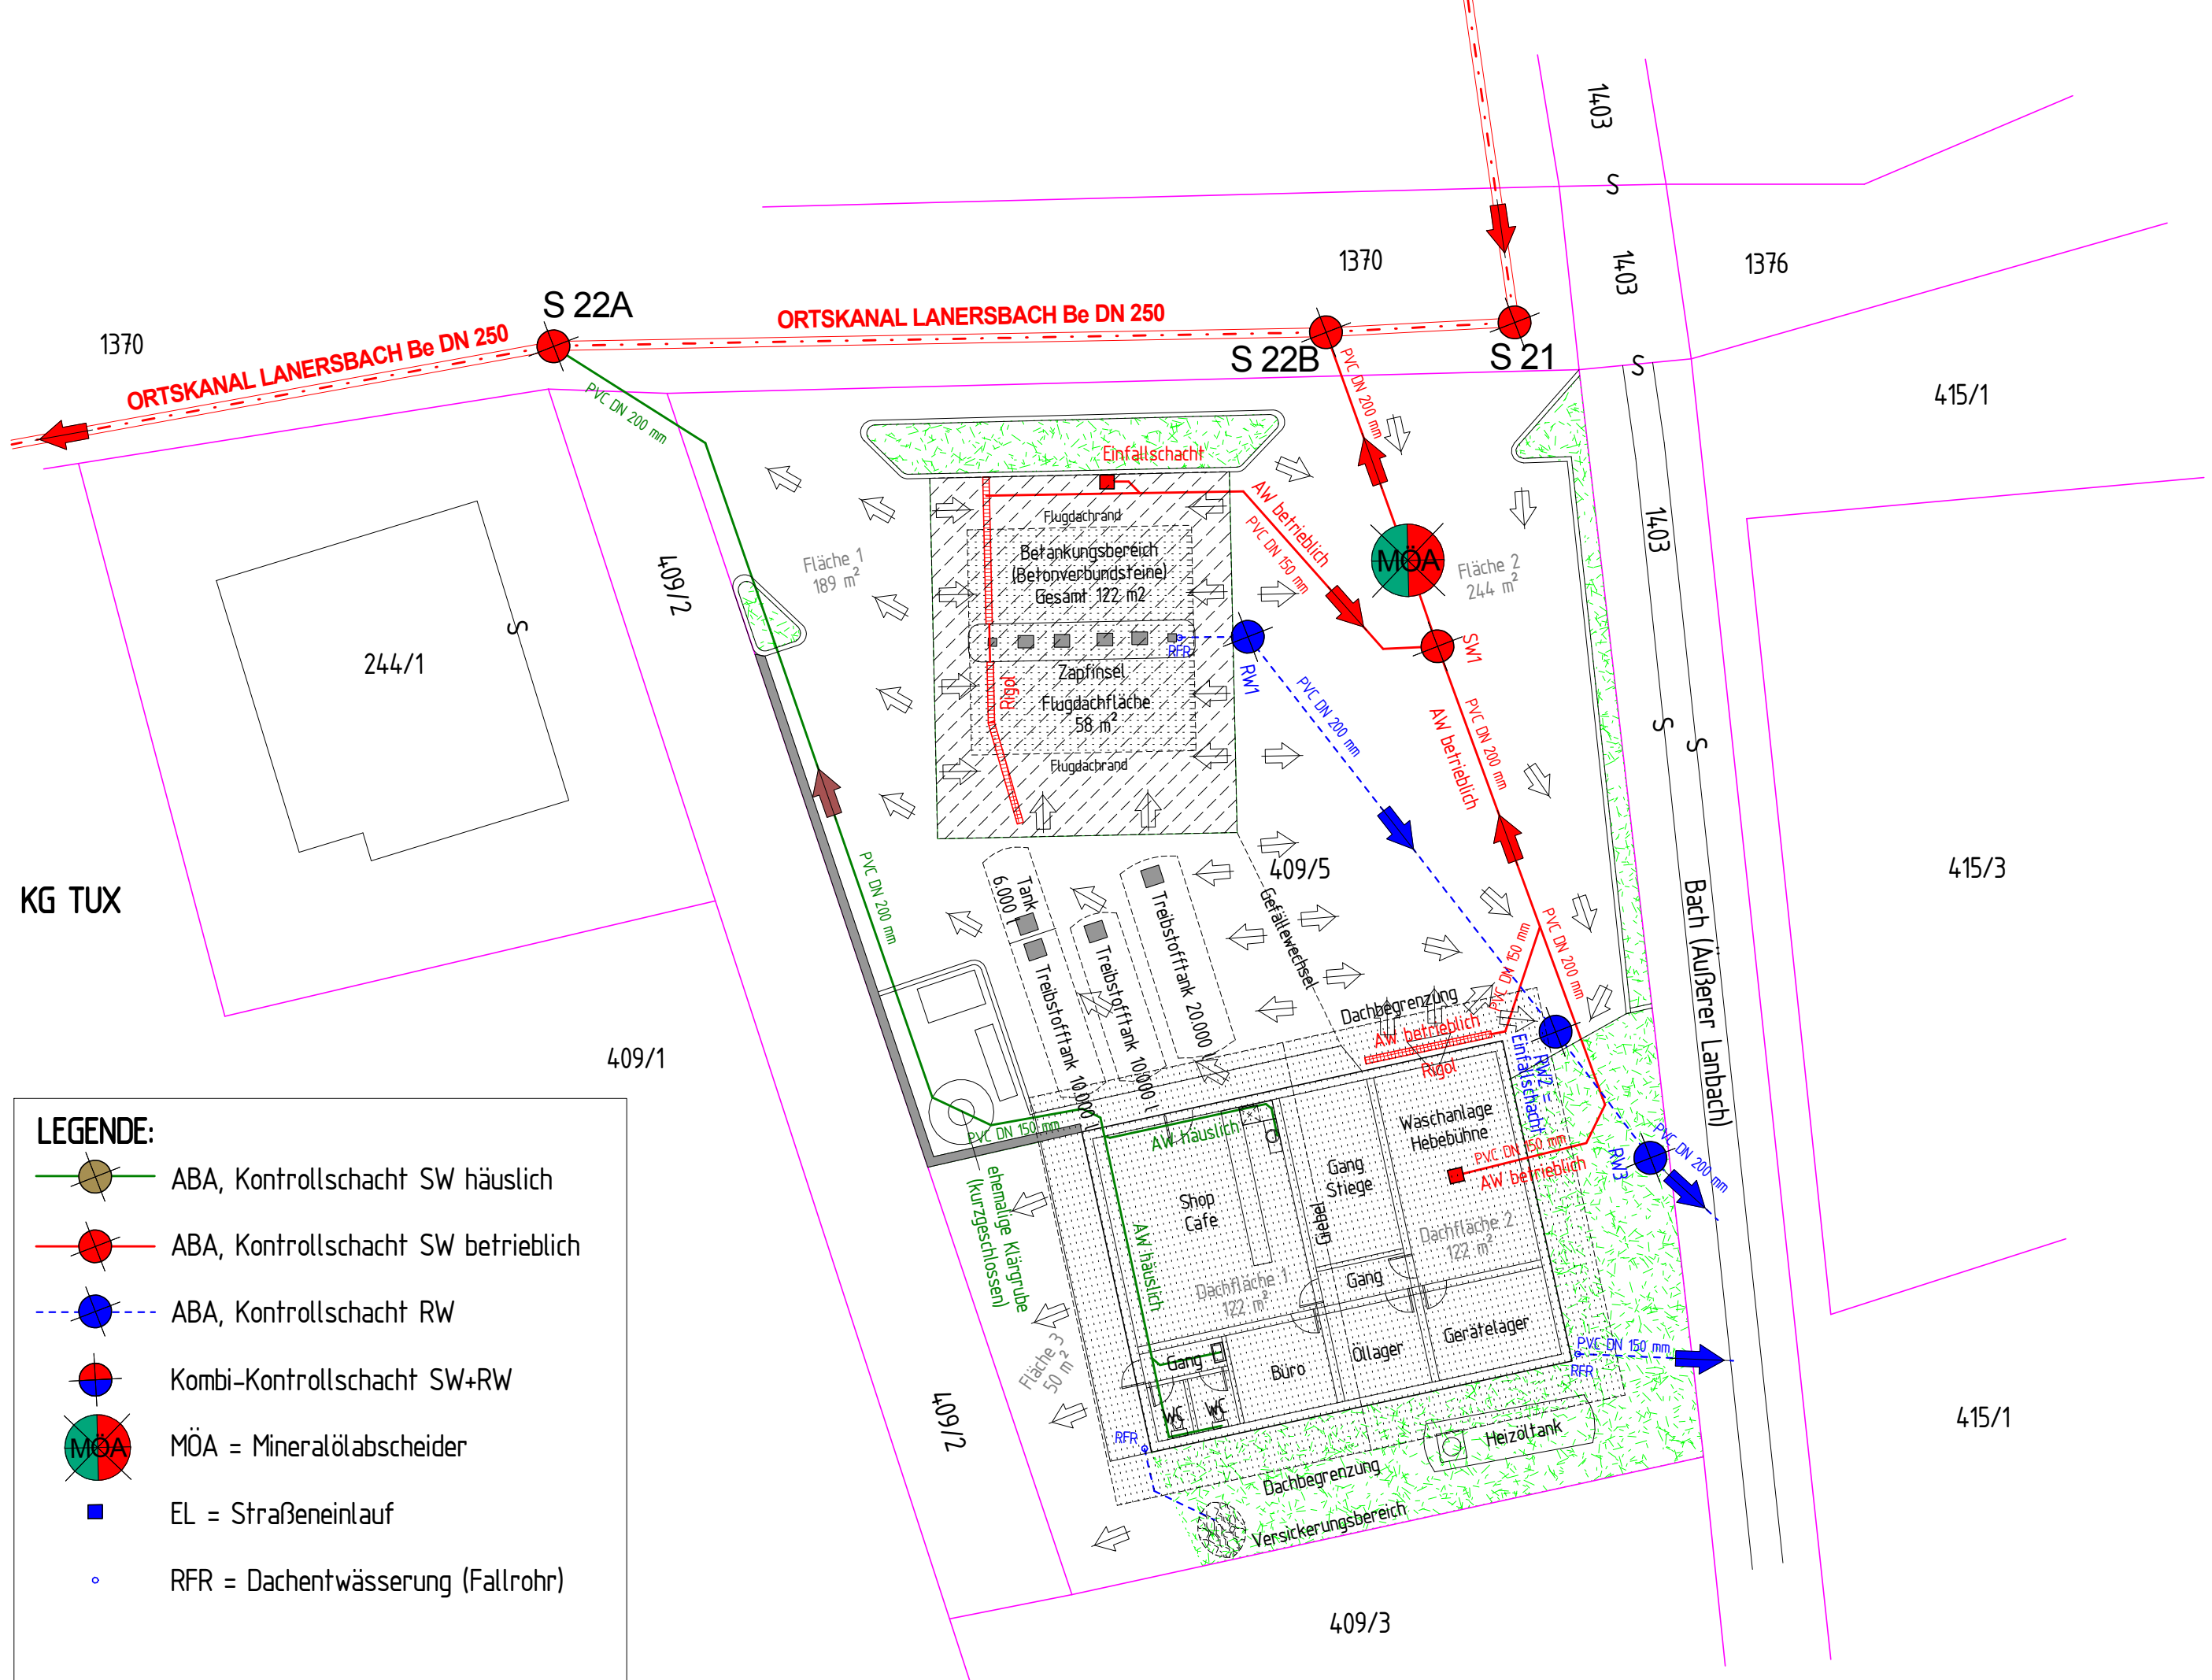 1403
S
1370
1403
1376
S 22A
ORTSKANAL LANERSBACH Be DN 250
ORTSKANAL LANERSBACH Be DN 250
1370
S 22B
S 21
S
PVC DN 200 mm
PVC DN 200 mm
415/1
Einfallschacht
AW betrieblich
PVC DN 150 mm
Flugdachrand
Betankungsbereich
(Betonverbundsteine)
Gesamt 122 m2
Fläche 1
189 m²
MÖA
Fläche 2
244 m²
1403
409/2
S
244/1
RFR
RW1
SW1
Zapfinsel
Rigol
Flugdachfläche
58 m²
Flugdachrand
PVC DN 200 mm
PVC DN 200 mm
AW betrieblich
S
S
PVC DN 200 mm
409/5
415/3
KG TUX
Tank
6.000 l
Treibstofftank 10.000 l
Treibstofftank 10.000 l
Treibstofftank 20.000 l
Gefällewechsel
PVC DN 150 mm
PVC DN 200 mm
Bach (Äußerer Lanbach)
Dachbegrenzung
AW betrieblich
Rigol
RW2 =
Einfallschacht
409/1
PVC DN 150 mm
AW häuslich
Waschanlage
Hebebühne
PVC DN 150 mm
AW betrieblich
RW3
PVC DN 200 mm
ehemalige Klärgrube
(kurzgeschlossen)
Shop
Cafe
Gang
Stiege
Giebel
AW häuslich
Dachfläche 1
122 m²
Dachfläche 2
122 m²
Gang
Fläche 3
50 m²
Gang
Büro
Öllager
Gerätelager
PVC DN 150 mm
RFR
WC
WC
409/2
RFR
Heizöltank
Dachbegrenzung
Versickerungsbereich
415/1
409/3
LEGENDE:
ABA, Kontrollschacht SW häuslich
ABA, Kontrollschacht SW betrieblich
ABA, Kontrollschacht RW
Kombi-Kontrollschacht SW+RW
MÖA
MÖA = Mineralölabscheider
EL = Straßeneinlauf
RFR = Dachentwässerung (Fallrohr)